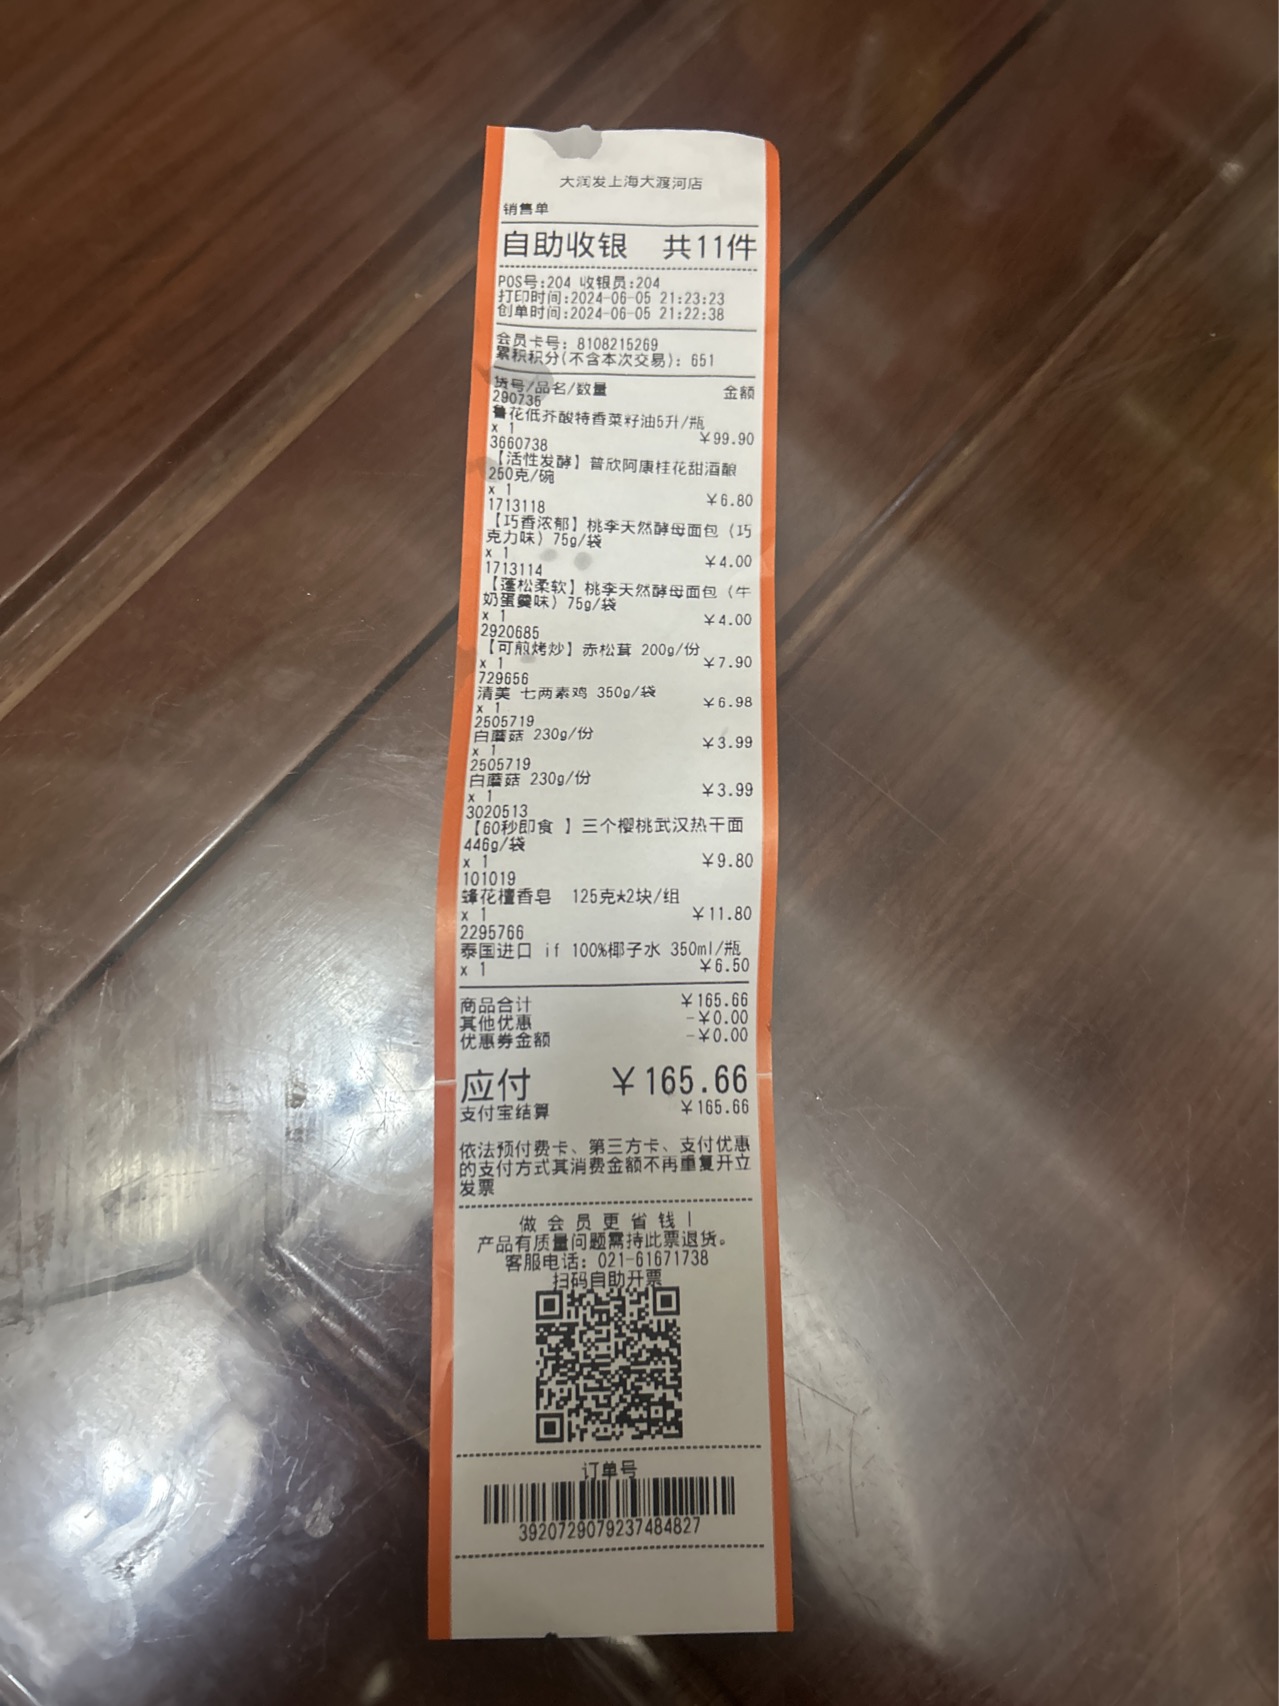 大润发上海大渡河店
销售单
自助收银 共11件
POS号:204 收银员:204
打印时间:2024-06-05 21:23:23
创单时间:2024-06-05 21:22:38
会员卡号: 8108215269
累积积分(不含本次交易): 651
货号/品名/数量 金额
290736
鲁花低芥酸特香菜籽油5升/瓶
x 1 ￥99.90
3660738
【活性发酵】普欣阿康桂花甜酒酿
250克/碗
x 1 ￥6.80
1713118
【巧香浓郁】桃李天然酵母面包（巧
克力味）75g/袋
x 1 ￥4.00
1713114
【蓬松柔软】桃李天然酵母面包（牛
奶蛋羹味）75g/袋
x 1 ￥4.00
2920685
【可煎烤炒】赤松茸 200g/份
x 1 ￥7.90
729656
清美 七两素鸡 350g/袋
x 1 ￥6.98
2505719
白蘑菇 230g/份
x 1 ￥3.99
2505719
白蘑菇 230g/份
x 1 ￥3.99
3020513
【60秒即食 】三个樱桃武汉热干面
446g/袋
x 1 ￥9.80
101019
蜂花檀香皂 125克*2块/组
x 1 ￥11.80
2295766
泰国进口 if 100%椰子水 350ml/瓶
x 1 ￥6.50
商品合计 ￥165.66
其他优惠 -￥0.00
优惠券金额 -￥0.00
应付 ￥165.66
支付宝结算 ￥165.66
依法预付费卡、第三方卡、支付优惠
的支付方式其消费金额不再重复开立
发票
做 会 员 更 省 钱 |
产品有质量问题需持此票退货。
客服电话: 021-61671738
扫码自助开票
订单号
3920729079237484827